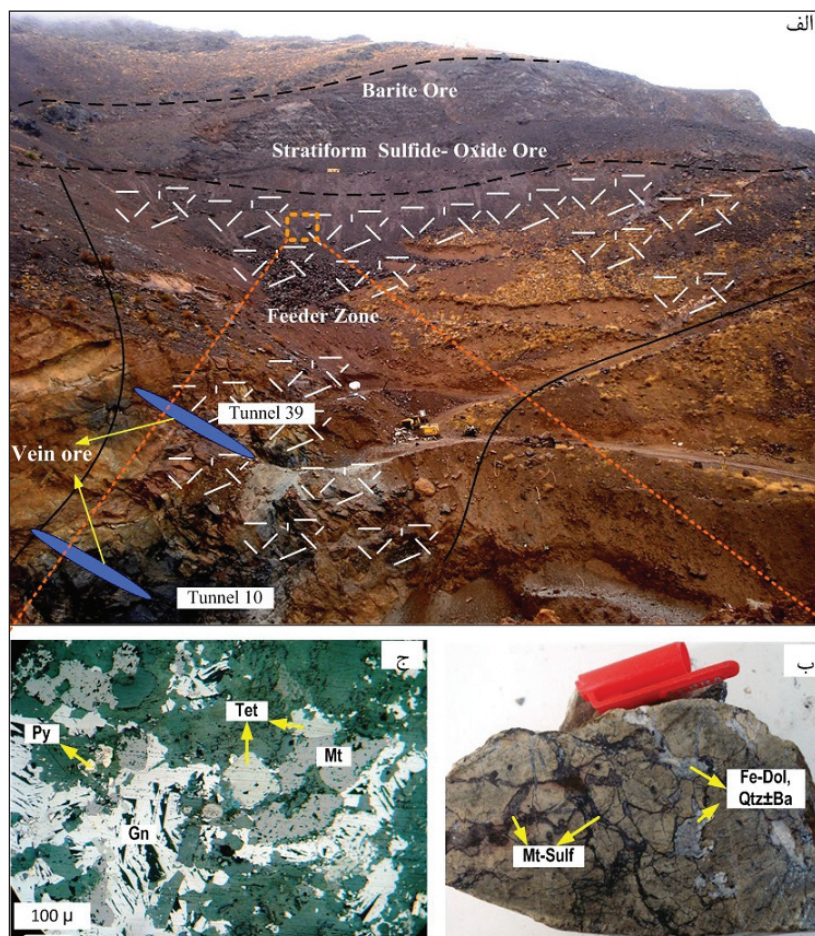 الف
Barite Ore
Stratiform Sulfide- Oxide Ore
Feeder Zone
Tunnel 39
Vein ore
Tunnel 10
ج
Tet
Py
Mt
Gn
100 µ
ب
Fe-Dol,
Qtz±Ba
Mt-Sulf